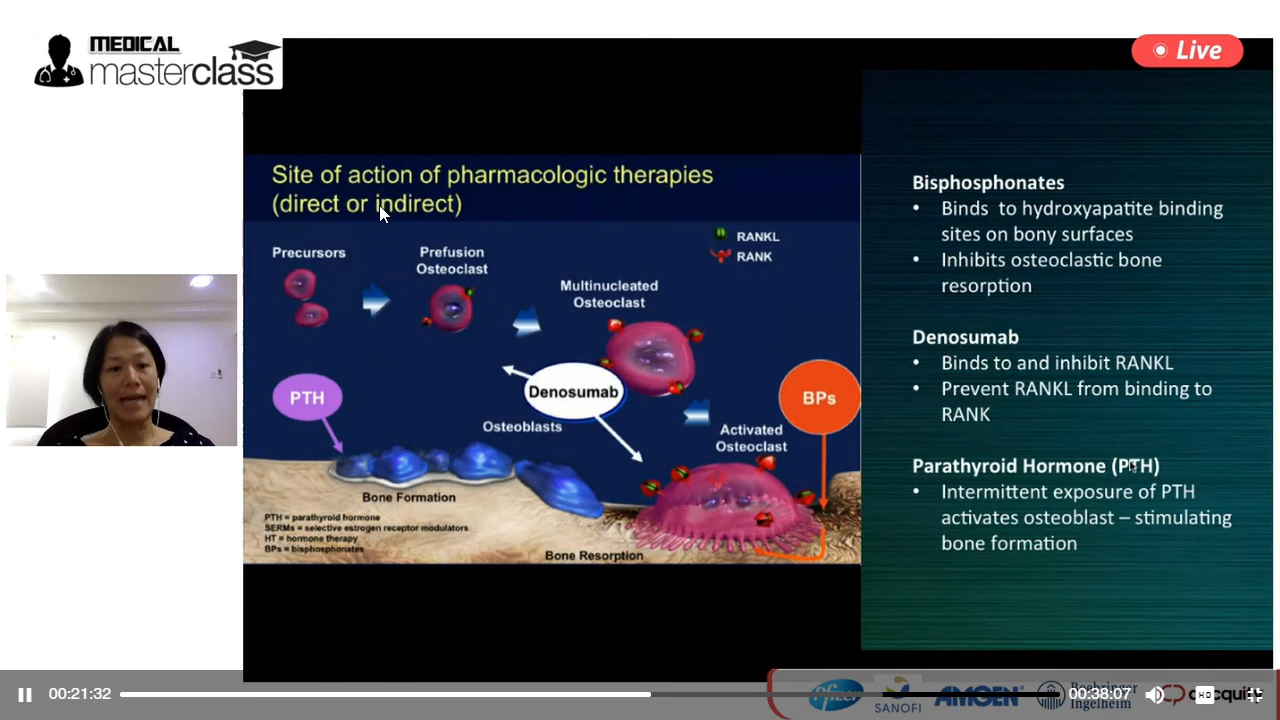 MEDICAL
masterclass
Live
Site of action of pharmacologic therapies
(direct or indirect)
RANKL
RANK
Precursors
Prefusion
Osteoclast
Multinucleated
Osteoclast
PTH
Denosumab
BPs
Osteoblasts
Activated
Osteoclast
Bone Formation
PTH = parathyroid hormone
SERMs = selective estrogen receptor modulators
HT = hormone therapy
BPs = bisphosphonates
Bone Resorption
Bisphosphonates
• Binds to hydroxyapatite binding
sites on bony surfaces
• Inhibits osteoclastic bone
resorption
Denosumab
• Binds to and inhibit RANKL
• Prevent RANKL from binding to
RANK
Parathyroid Hormone (PTH)
• Intermittent exposure of PTH
activates osteoblast – stimulating
bone formation
00:21:32
00:38:07
HD
Pfizer
SANOFI
AMGEN
Boehringer
Ingelheim